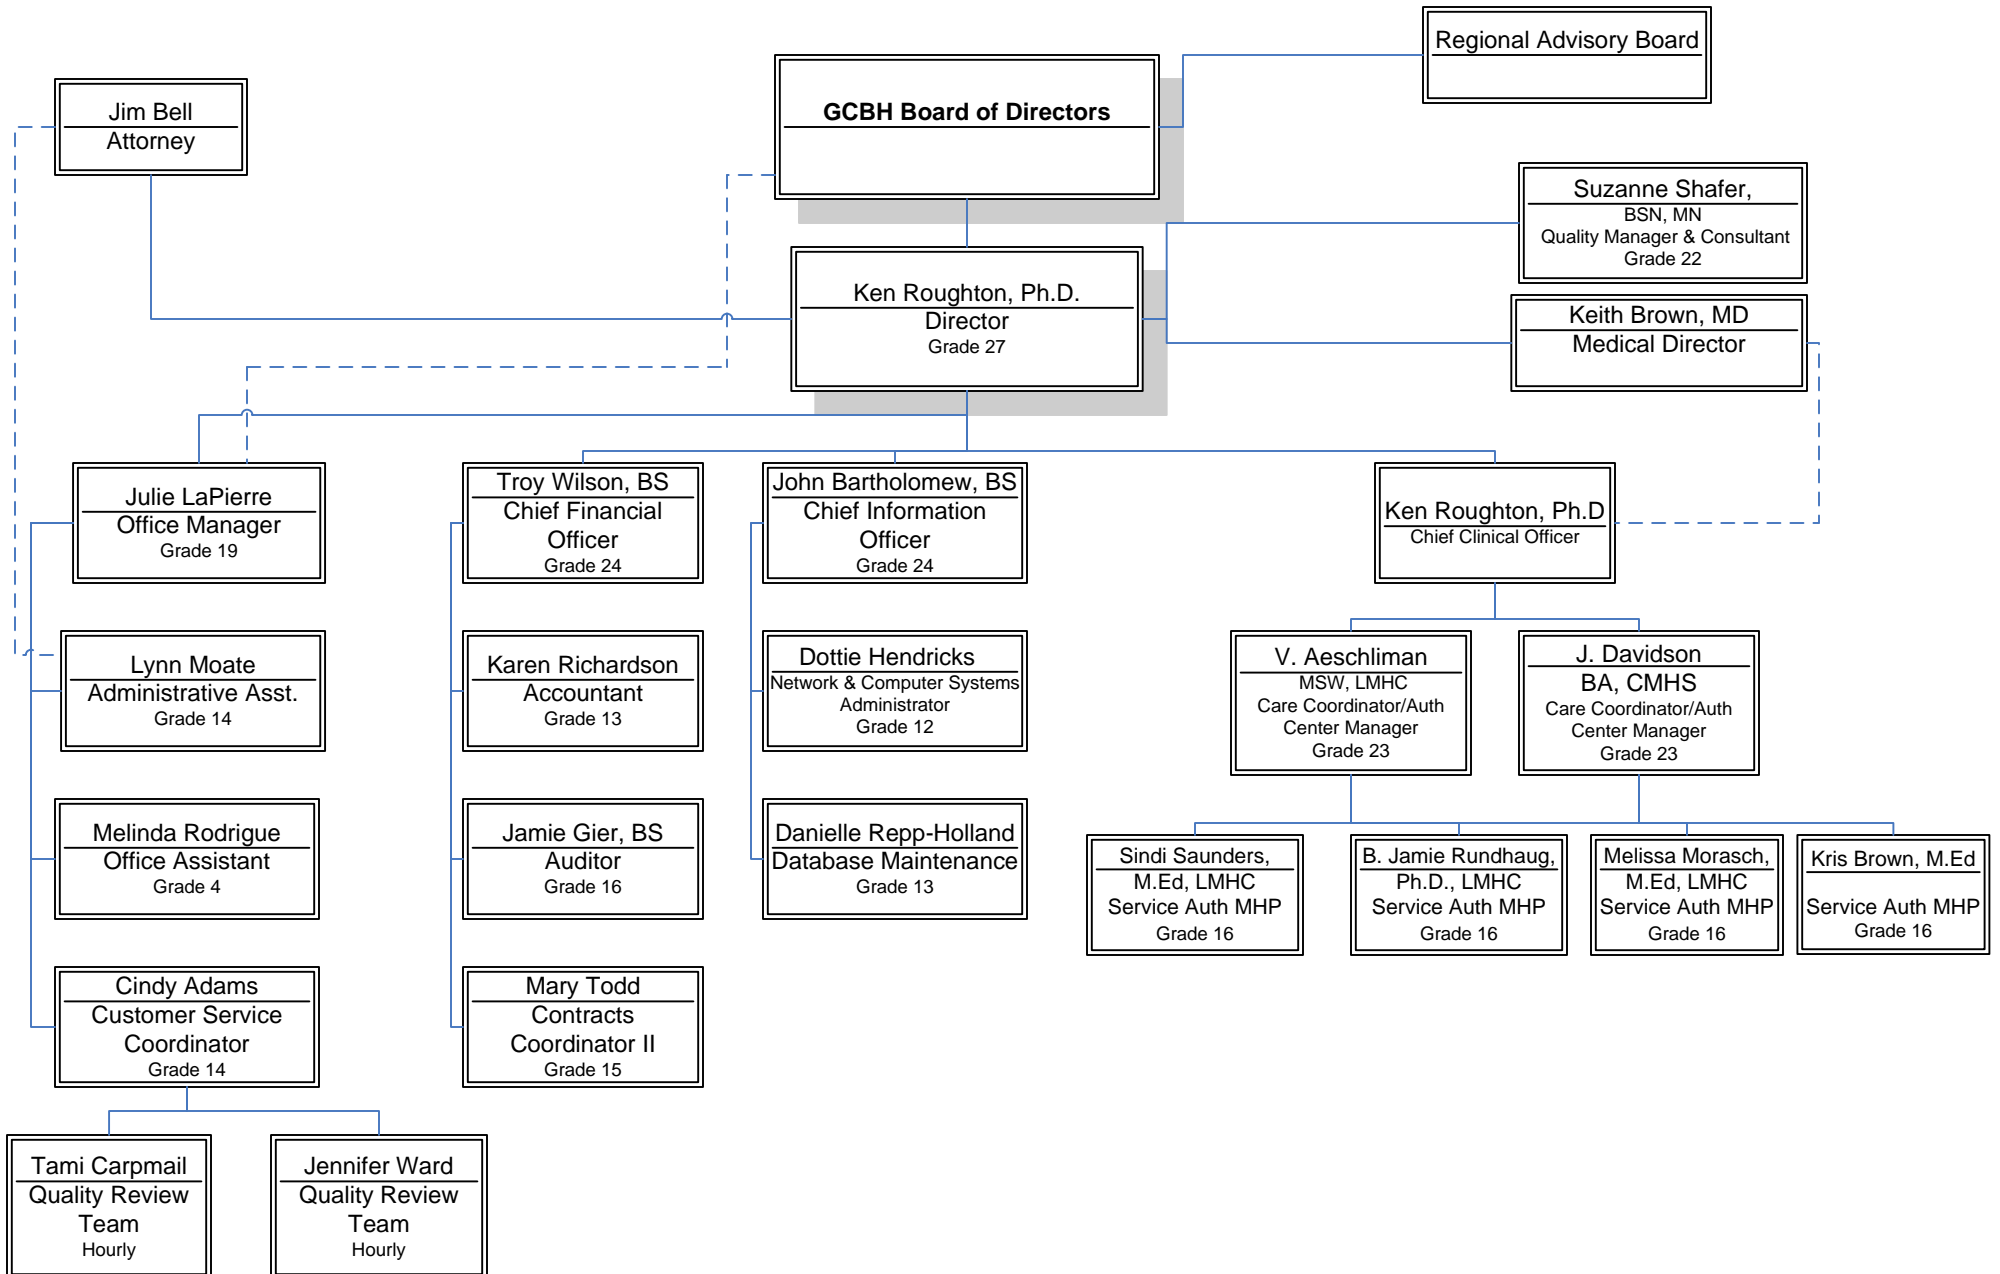 Regional Advisory Board
GCBH Board of Directors
Jim Bell
Attorney
Suzanne Shafer,
BSN, MN
Quality Manager & Consultant
Grade 22
Ken Roughton, Ph.D.
Director
Grade 27
Keith Brown, MD
Medical Director
Julie LaPierre
Office Manager
Grade 19
Troy Wilson, BS
Chief Financial
Officer
Grade 24
John Bartholomew, BS
Chief Information
Officer
Grade 24
Ken Roughton, Ph.D
Chief Clinical Officer
Lynn Moate
Administrative Asst.
Grade 14
Karen Richardson
Accountant
Grade 13
Dottie Hendricks
Network & Computer Systems
Administrator
Grade 12
V. Aeschliman
MSW, LMHC
Care Coordinator/Auth
Center Manager
Grade 23
J. Davidson
BA, CMHS
Care Coordinator/Auth
Center Manager
Grade 23
Melinda Rodrigue
Office Assistant
Grade 4
Jamie Gier, BS
Auditor
Grade 16
Danielle Repp-Holland
Database Maintenance
Grade 13
Sindi Saunders,
M.Ed, LMHC
Service Auth MHP
Grade 16
B. Jamie Rundhaug,
Ph.D., LMHC
Service Auth MHP
Grade 16
Melissa Morasch,
M.Ed, LMHC
Service Auth MHP
Grade 16
Kris Brown, M.Ed
Service Auth MHP
Grade 16
Cindy Adams
Customer Service
Coordinator
Grade 14
Mary Todd
Contracts
Coordinator II
Grade 15
Tami Carpmail
Quality Review
Team
Hourly
Jennifer Ward
Quality Review
Team
Hourly